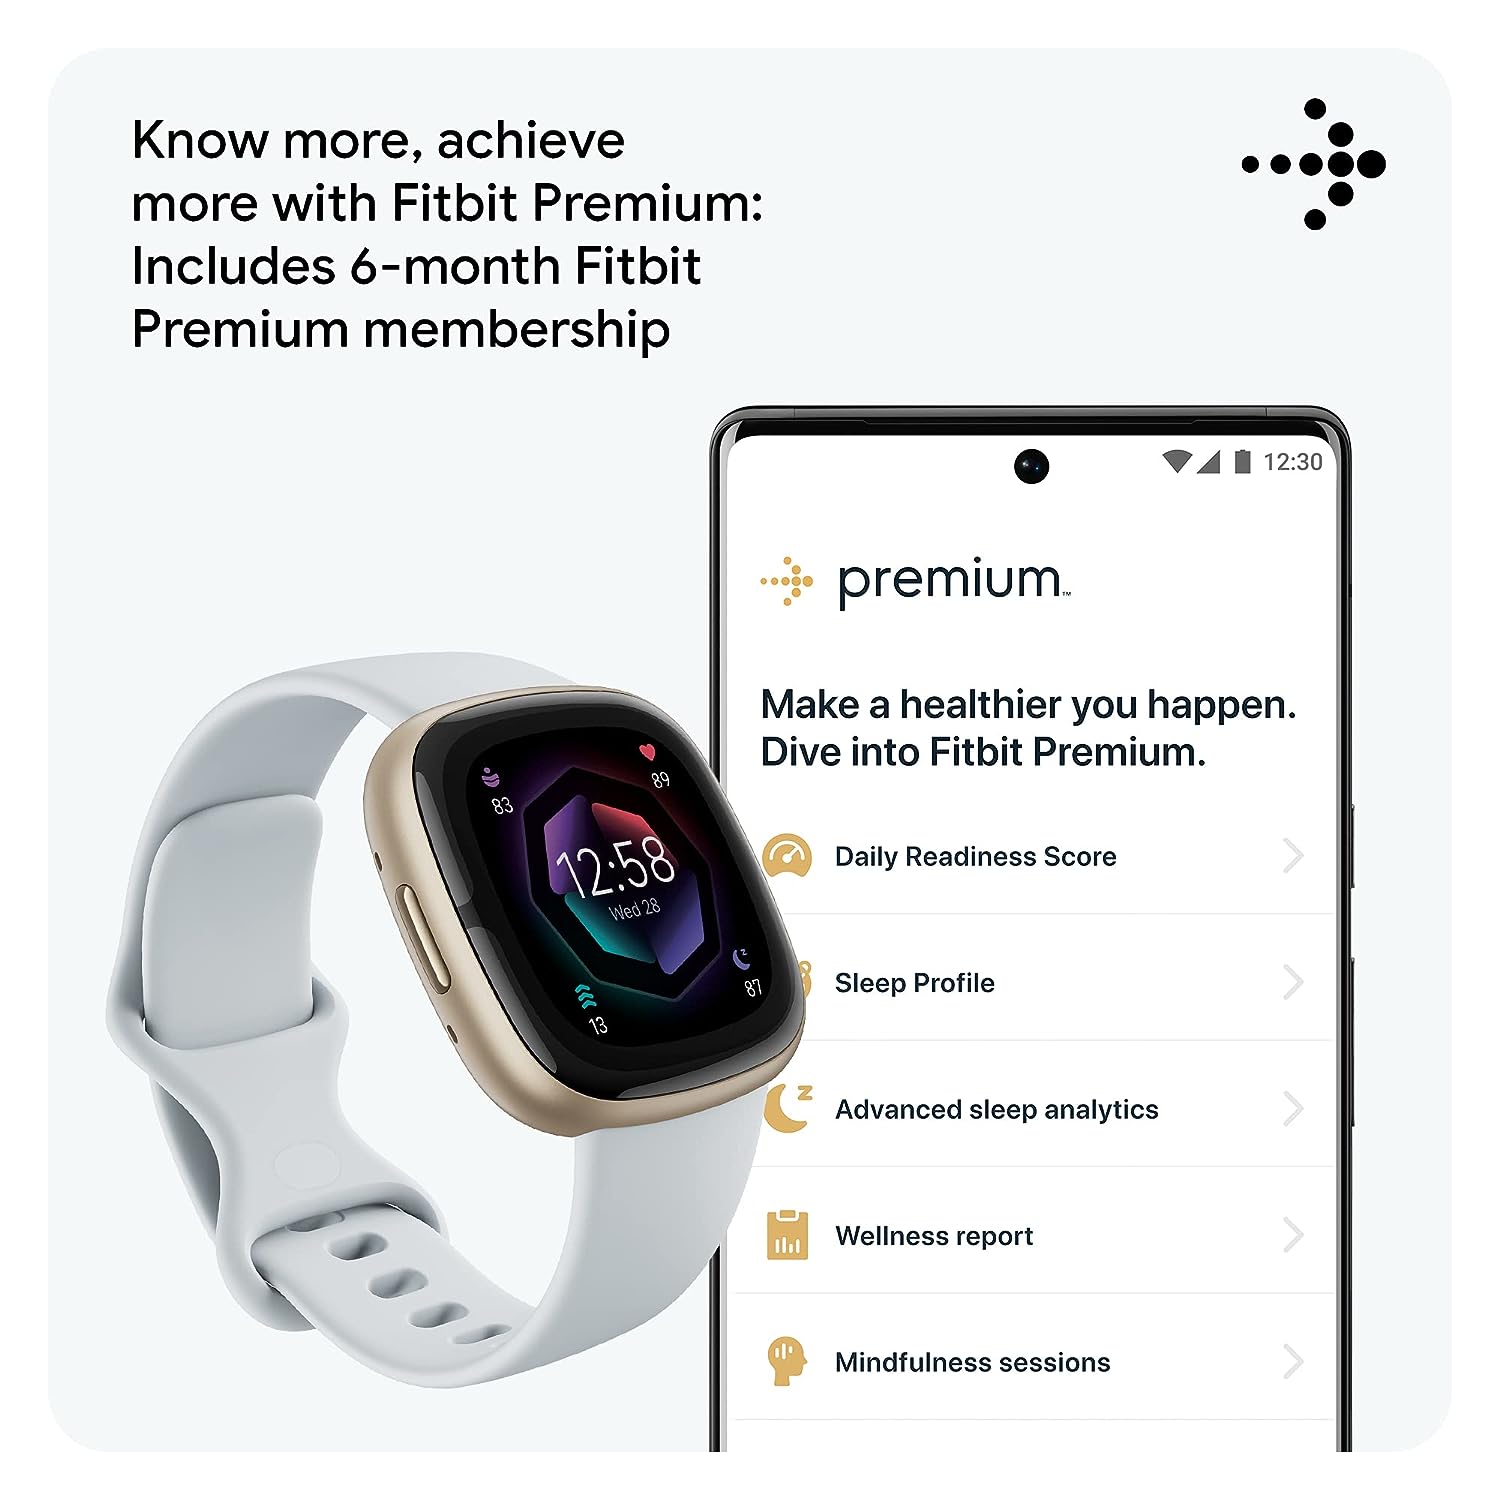 Know more, achieve
more with Fitbit Premium:
Includes 6-month Fitbit
Premium membership
12:30
premium™
Make a healthier you happen.
Dive into Fitbit Premium.
83
89
12:58
Wed 28
87
13
Daily Readiness Score
Sleep Profile
Advanced sleep analytics
Wellness report
Mindfulness sessions